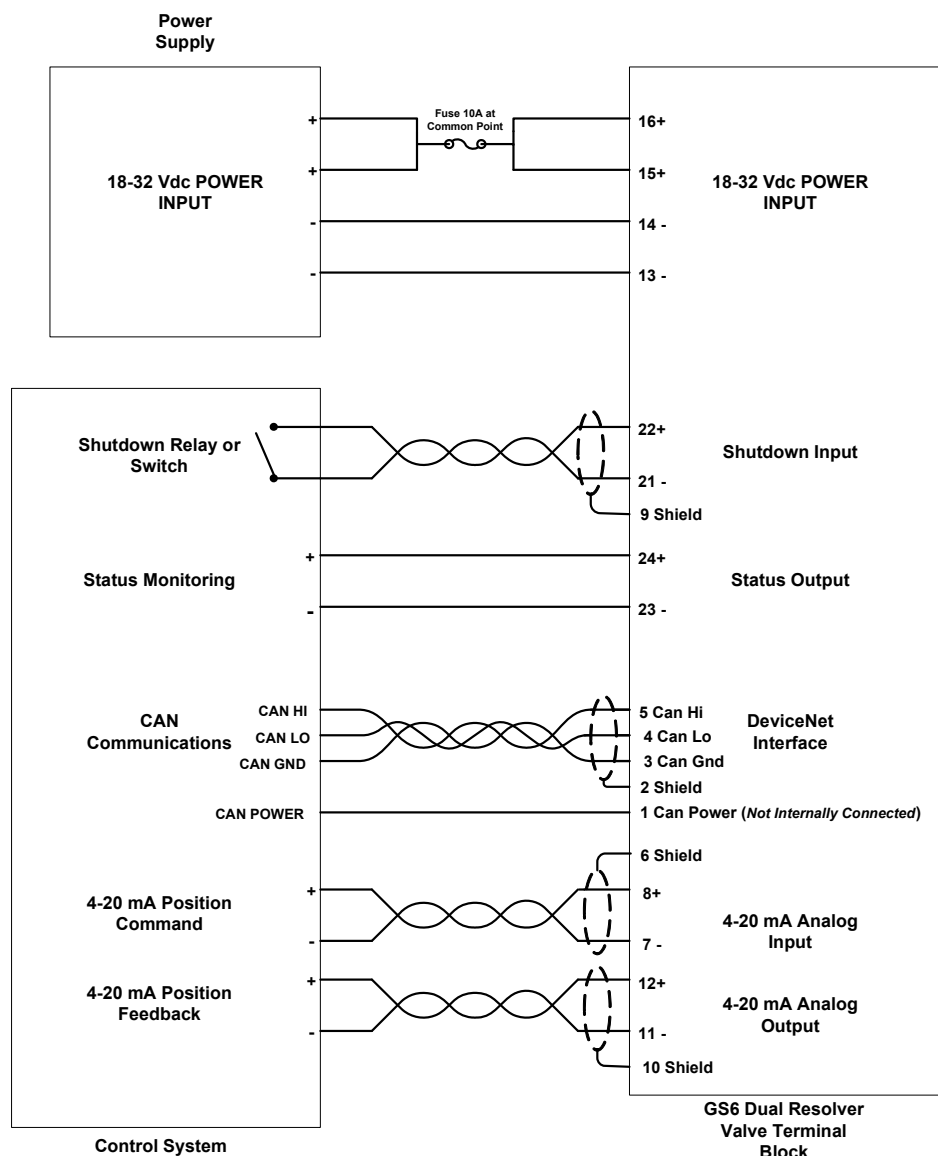 Power
Supply
Fuse 10A at
Common Point
+
+
-
-
18-32 Vdc POWER
INPUT
16+
15+
14 -
13 -
18-32 Vdc POWER
INPUT
Shutdown Relay or
Switch
22+
21 -
9 Shield
Shutdown Input
Status Monitoring
+
-
24+
23 -
Status Output
CAN
Communications
CAN HI
CAN LO
CAN GND
CAN POWER
5 Can Hi
4 Can Lo
3 Can Gnd
2 Shield
1 Can Power (Not Internally Connected)
DeviceNet
Interface
6 Shield
4-20 mA Position
Command
+
-
8+
7 -
4-20 mA Analog
Input
4-20 mA Position
Feedback
+
-
12+
11 -
10 Shield
4-20 mA Analog
Output
Control System
GS6 Dual Resolver
Valve Terminal
Block